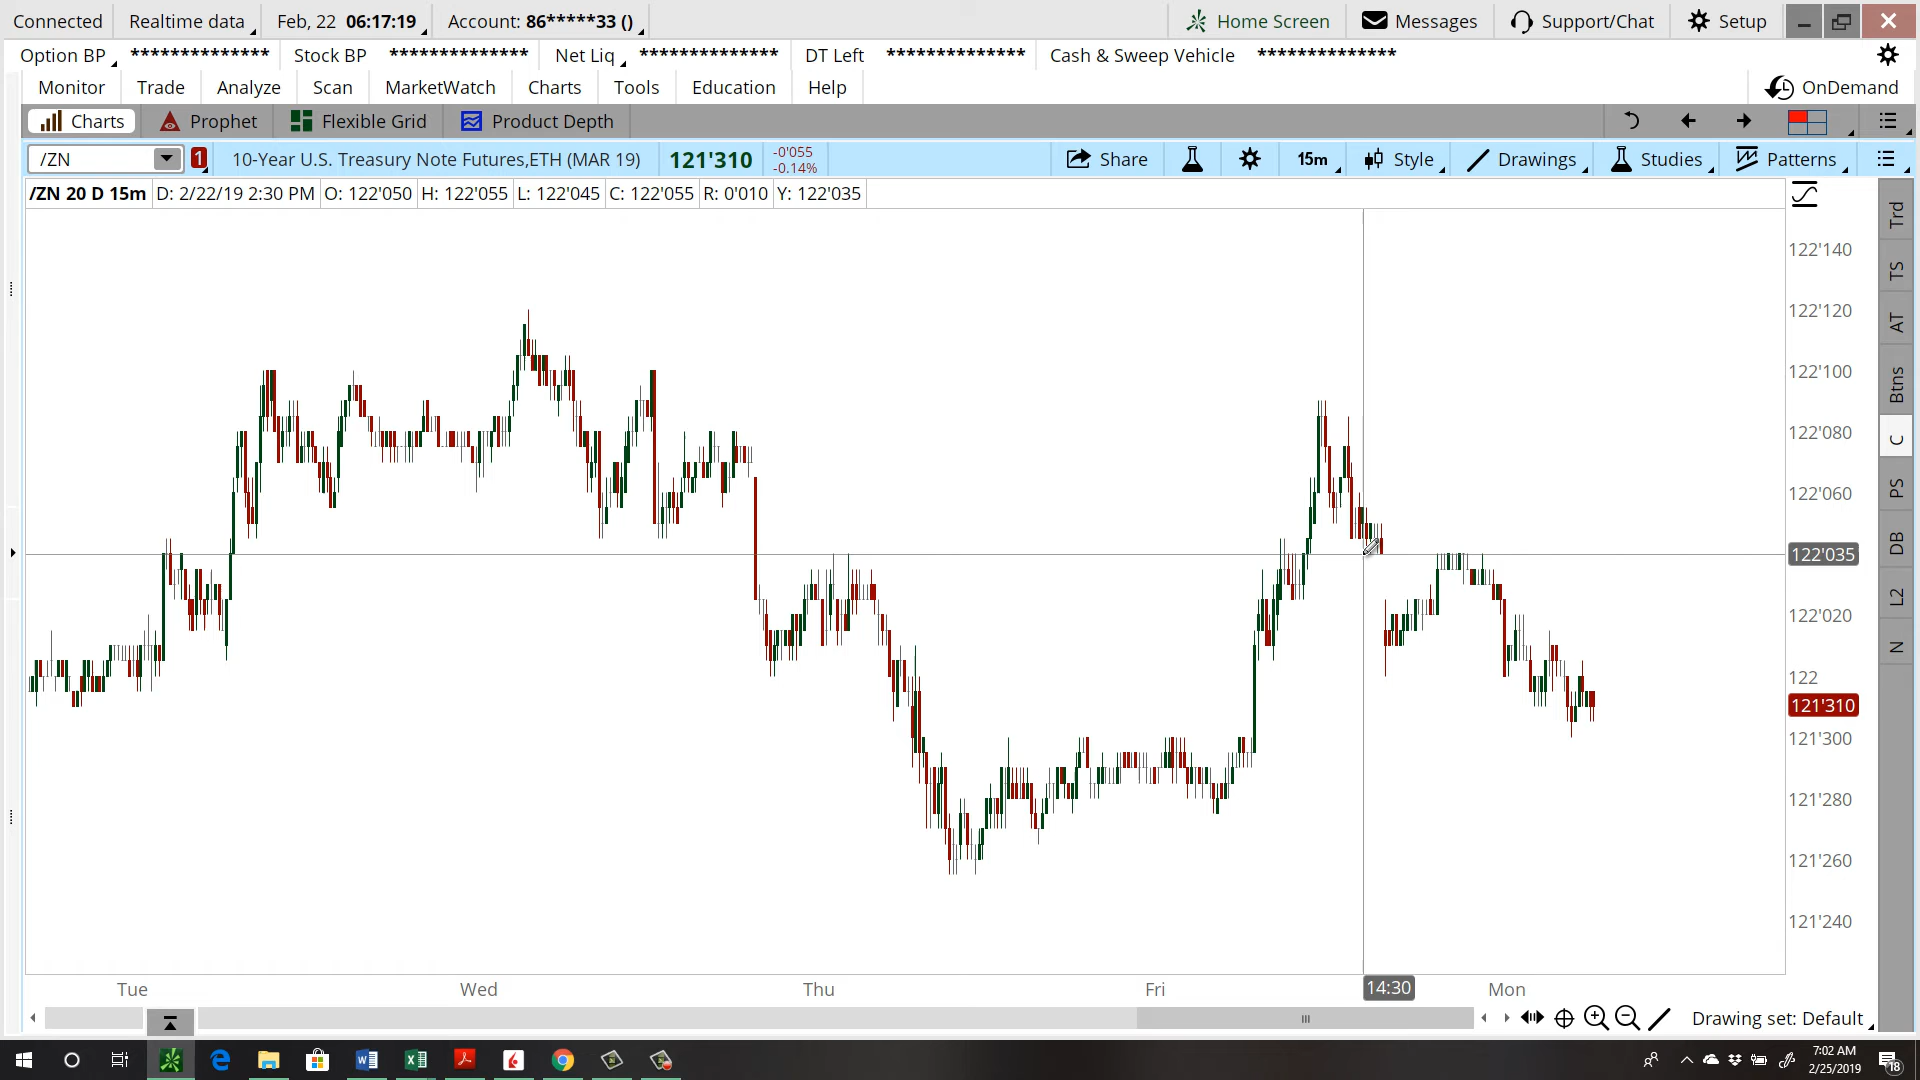 Connected Realtime data Feb, 22 06:17:19 Account: 86*****33 () Home Screen Messages Support/Chat Setup
Option BP ************** Stock BP ************** Net Liq ************** DT Left ************** Cash & Sweep Vehicle **************
Monitor Trade Analyze Scan MarketWatch Charts Tools Education Help OnDemand
Charts Prophet Flexible Grid Product Depth
/ZN 1 10-Year U.S. Treasury Note Futures,ETH (MAR 19) 121'310 -0'055 -0.14% Share 15m Style Drawings Studies Patterns
/ZN 20 D 15m D: 2/22/19 2:30 PM O: 122'050 H: 122'055 L: 122'045 C: 122'055 R: 0'010 Y: 122'035
122'140
122'120
122'100
122'080
122'060
122'035
122'020
122
121'310
121'300
121'280
121'260
121'240
Trd
TS
AT
Btns
C
PS
DB
L2
N
Tue Wed Thu Fri 14:30 Mon
Drawing set: Default
7:02 AM
2/25/2019
18